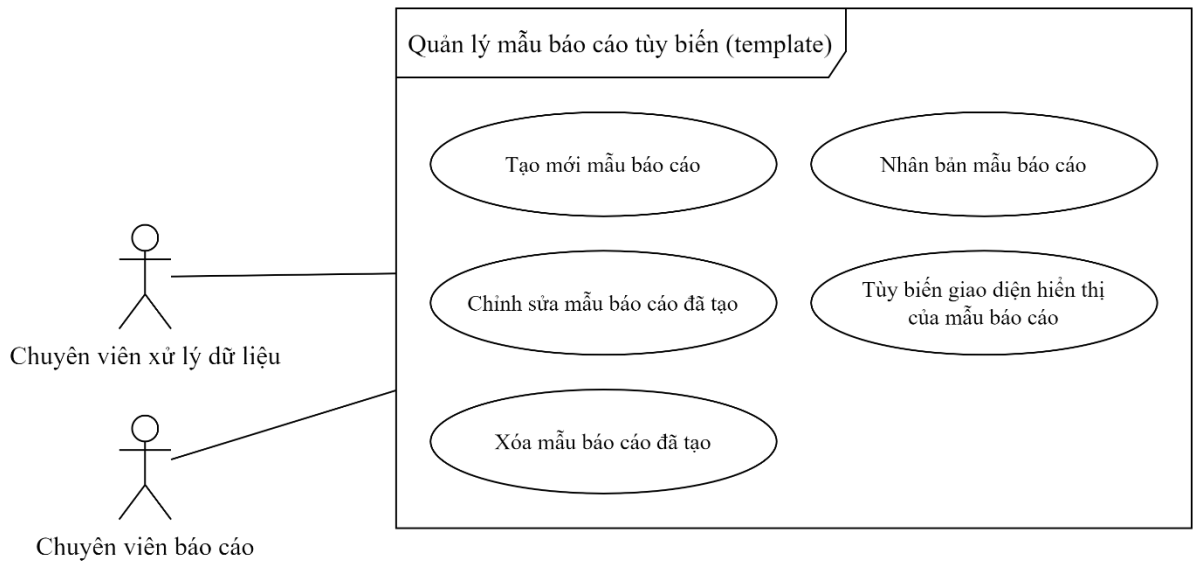 Quản lý mẫu báo cáo tùy biến (template)
Tạo mới mẫu báo cáo
Nhân bản mẫu báo cáo
Chỉnh sửa mẫu báo cáo đã tạo
Tùy biến giao diện hiển thị
của mẫu báo cáo
Xóa mẫu báo cáo đã tạo
Chuyên viên xử lý dữ liệu
Chuyên viên báo cáo